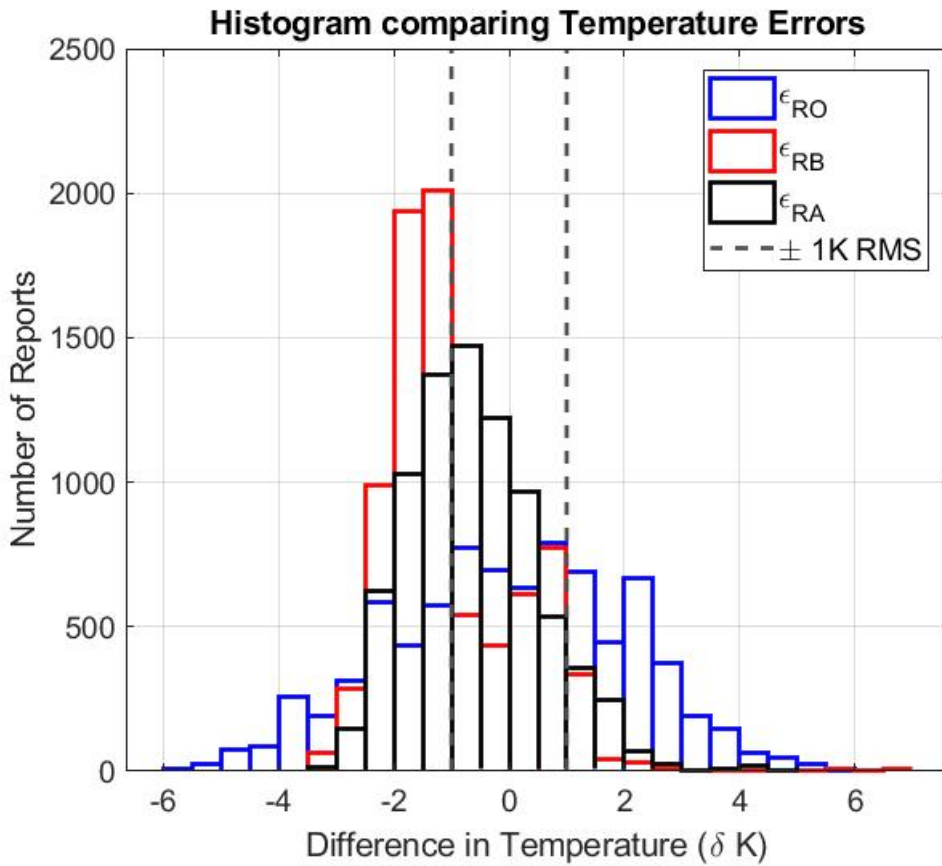 Histogram comparing Temperature Errors
2500
2000
1500
1000
500
0
Number of Reports
ϵRO
ϵRB
ϵRA
± 1K RMS
-6 -4 -2 0 2 4 6
Difference in Temperature (δ K)